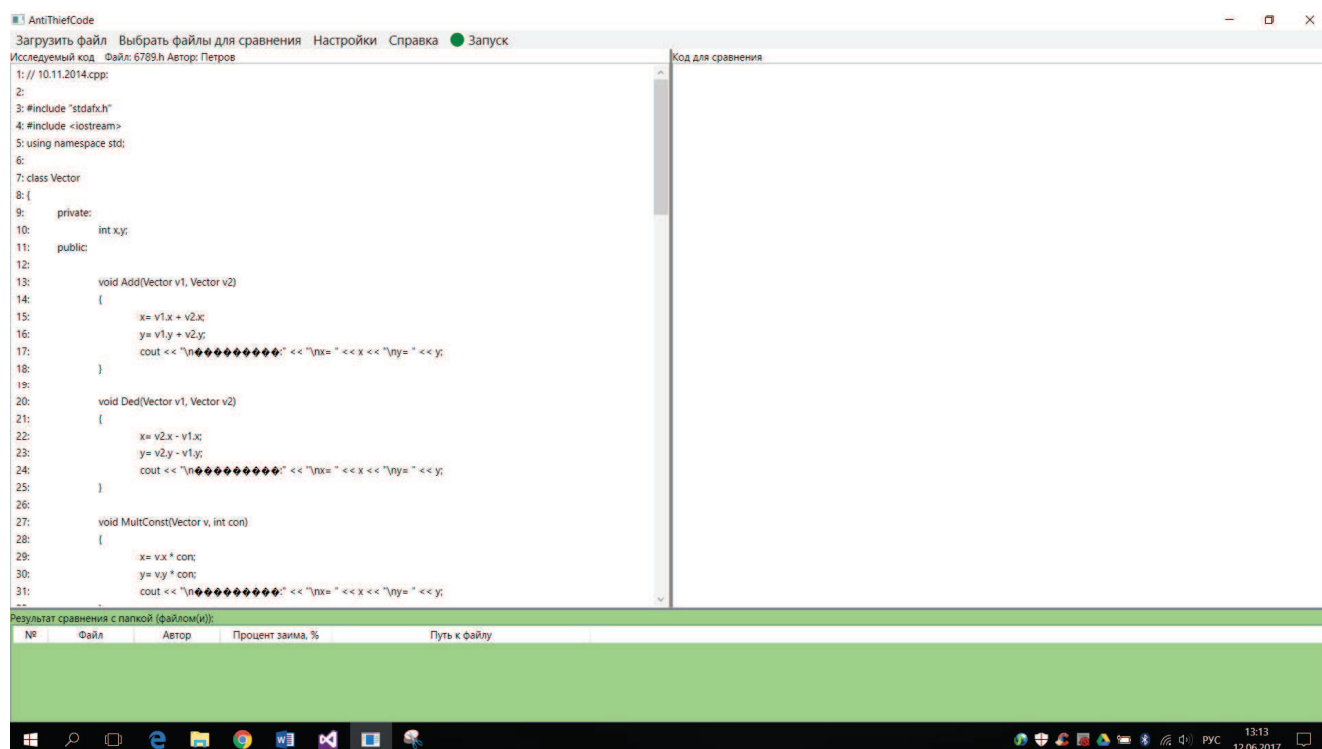 AntiThiefCode
Загрузить файл Выбрать файлы для сравнения Настройки Справка Запуск
Исследуемый код Файл: 6789.h Автор: Петров
Код для сравнения
1: // 10.11.2014.cpp:
2:
3: #include "stdafx.h"
4: #include <iostream>
5: using namespace std;
6:
7: class Vector
8: {
9: private:
10: int x,y;
11: public:
12:
13: void Add(Vector v1, Vector v2)
14: {
15: x= v1.x + v2.x;
16: y= v1.y + v2.y;
17: cout << "\n���������:" << "\nx= " << x << "\ny= " << y;
18: }
19:
20: void Ded(Vector v1, Vector v2)
21: {
22: x= v2.x - v1.x;
23: y= v2.y - v1.y;
24: cout << "\n���������:" << "\nx= " << x << "\ny= " << y;
25: }
26:
27: void MultConst(Vector v, int con)
28: {
29: x= v.x * con;
30: y= v.y * con;
31: cout << "\n���������:" << "\nx= " << x << "\ny= " << y;
Результат сравнения с папкой (файлом(и)):
№ Файл Автор Процент заима, % Путь к файлу
РУС
13:13
12.06.2017